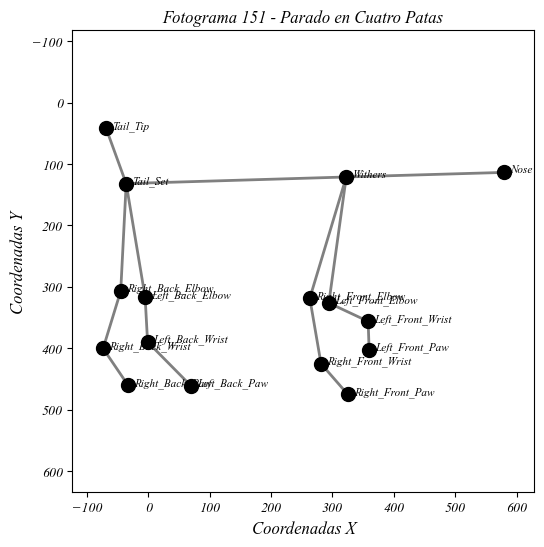 Fotograma 151 - Parado en Cuatro Patas
Coordenadas Y
−100
0
100
200
300
400
500
600
Tail_Tip
Tail_Set
Withers
Nose
Right_Back_Elbow
Left_Back_Elbow
Right_Front_Elbow
Left_Front_Elbow
Left_Front_Wrist
Left_Back_Wrist
Right_Back_Wrist
Left_Front_Paw
Right_Front_Wrist
Right_Back_Paw
Left_Back_Paw
Right_Front_Paw
−100
0
100
200
300
400
500
600
Coordenadas X